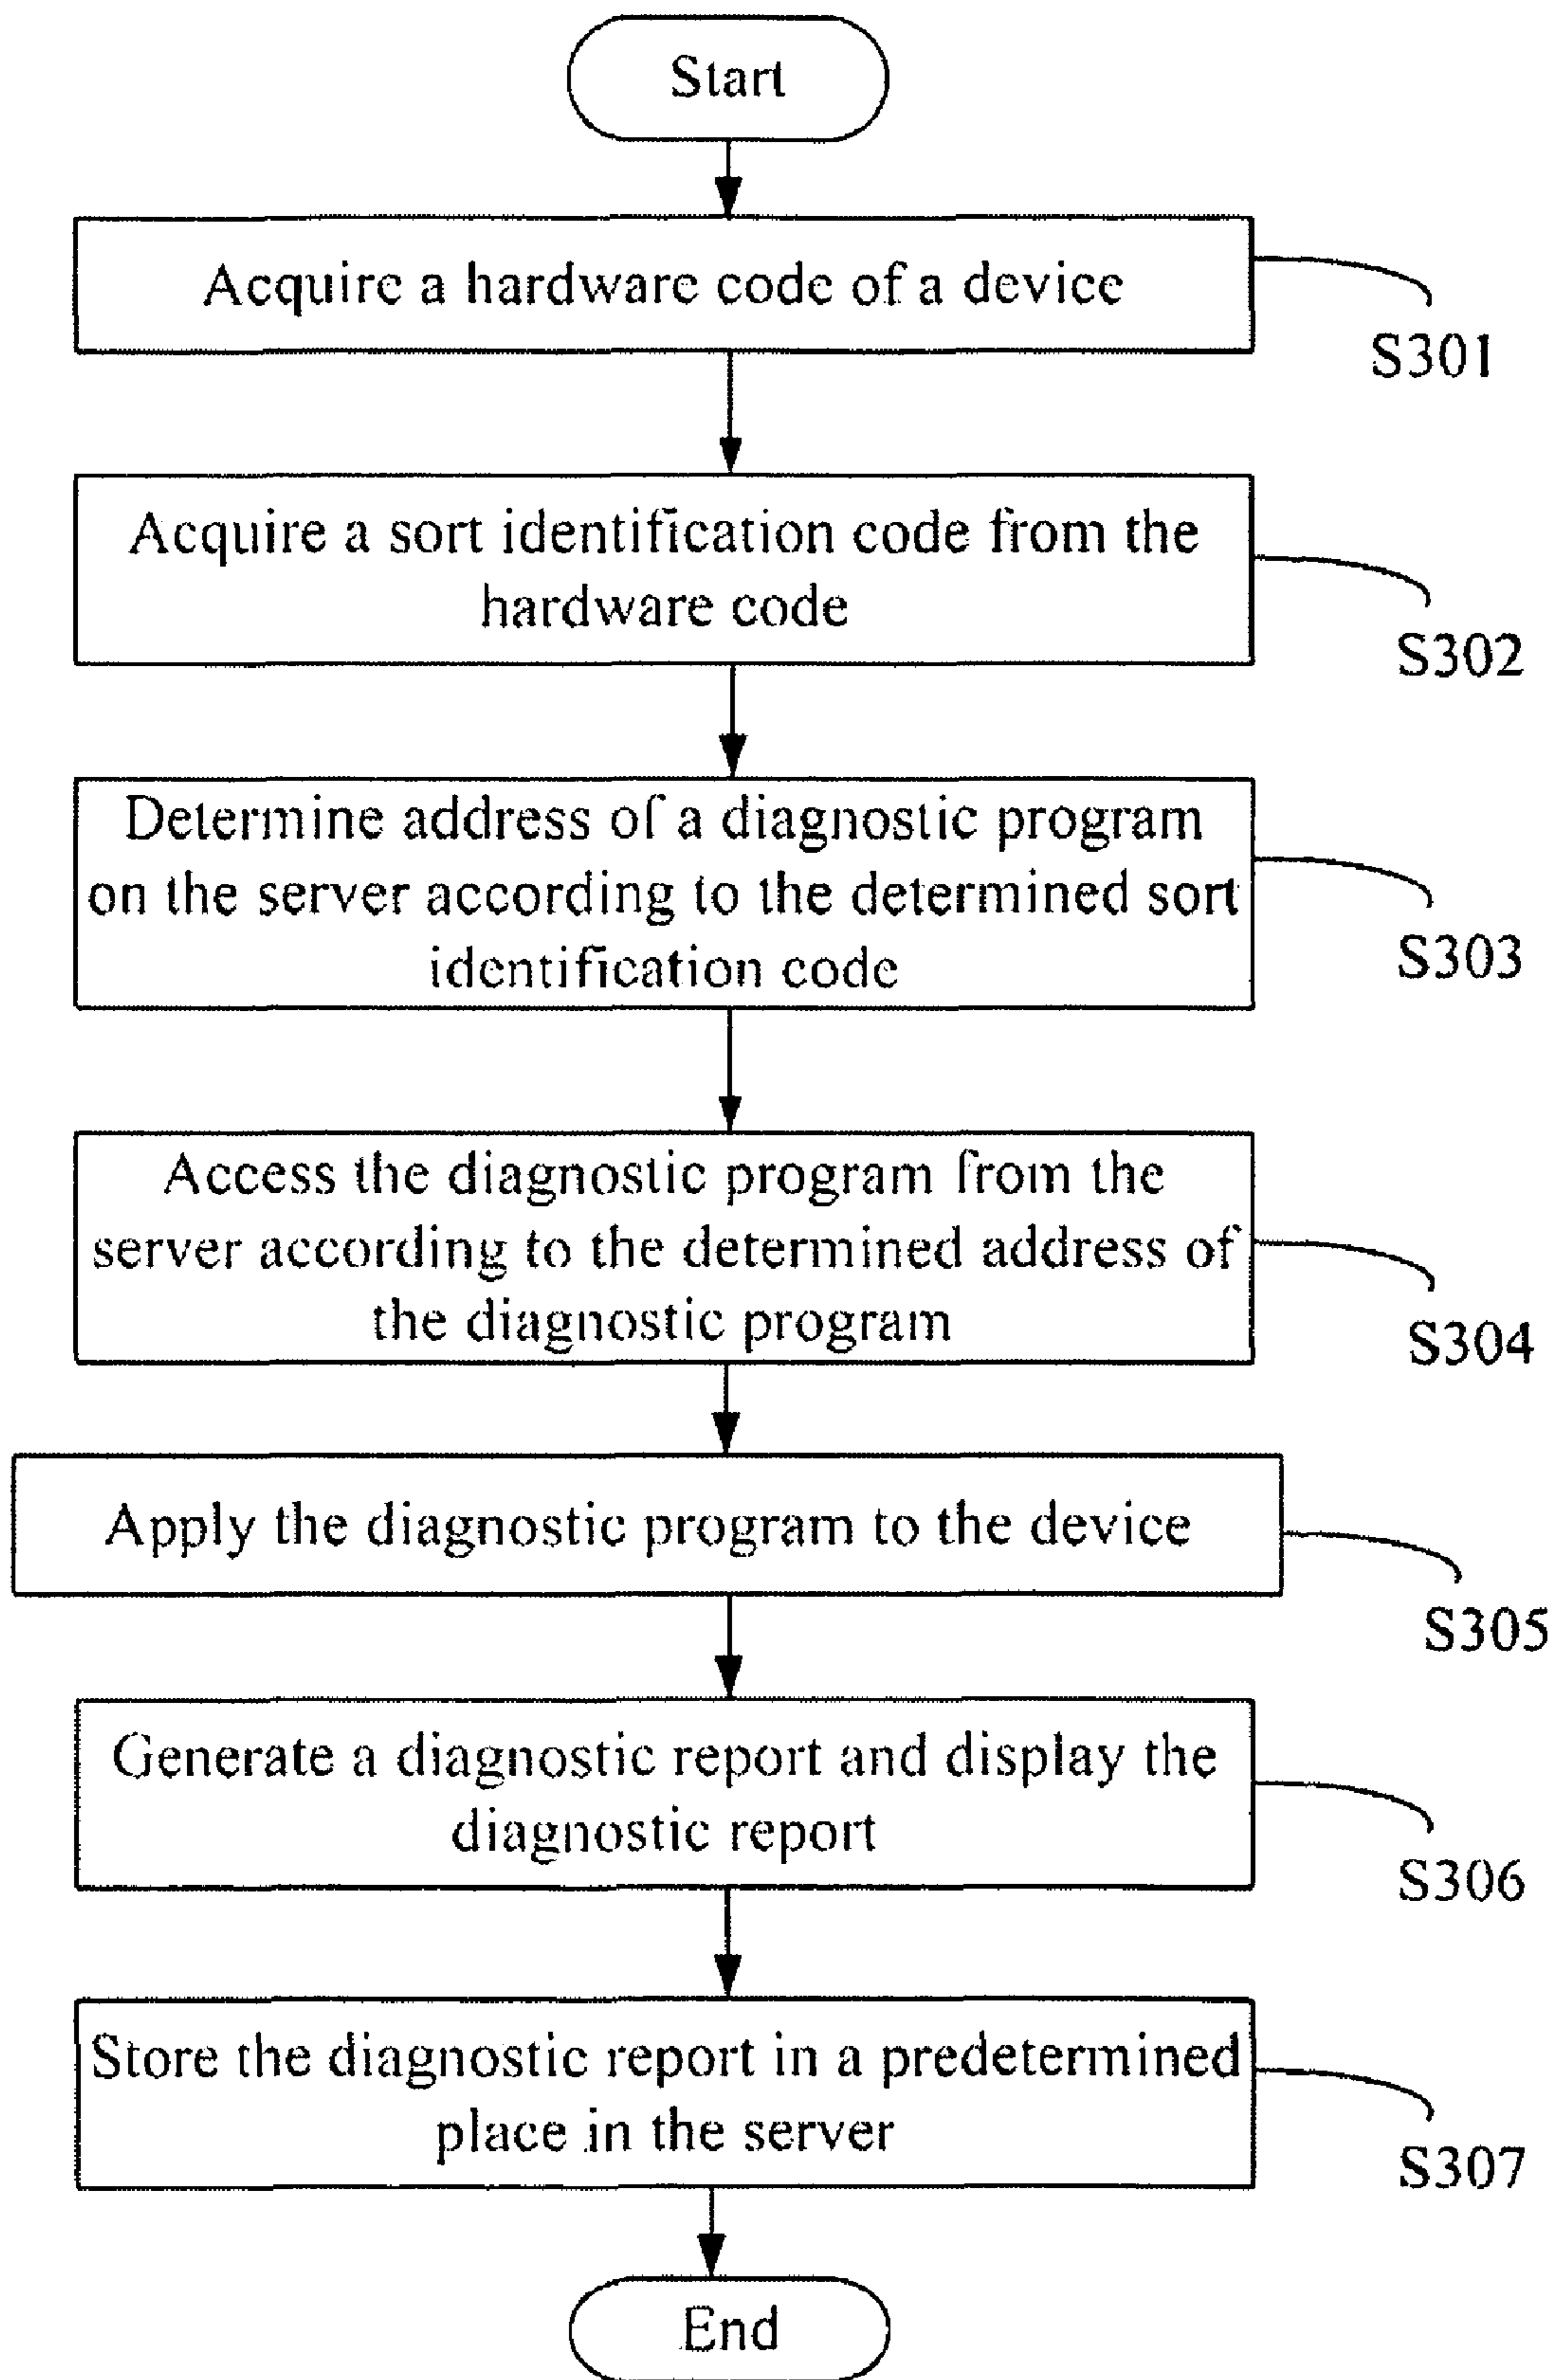 Start
Acquire a hardware code of a device
S301
Acquire a sort identification code from the
hardware code
S302
Determine address of a diagnostic program
on the server according to the determined sort
identification code
S303
Access the diagnostic program from the
server according to the determined address of
the diagnostic program
S304
Apply the diagnostic program to the device
S305
Generate a diagnostic report and display the
diagnostic report
S306
Store the diagnostic report in a predetermined
place in the server
S307
End